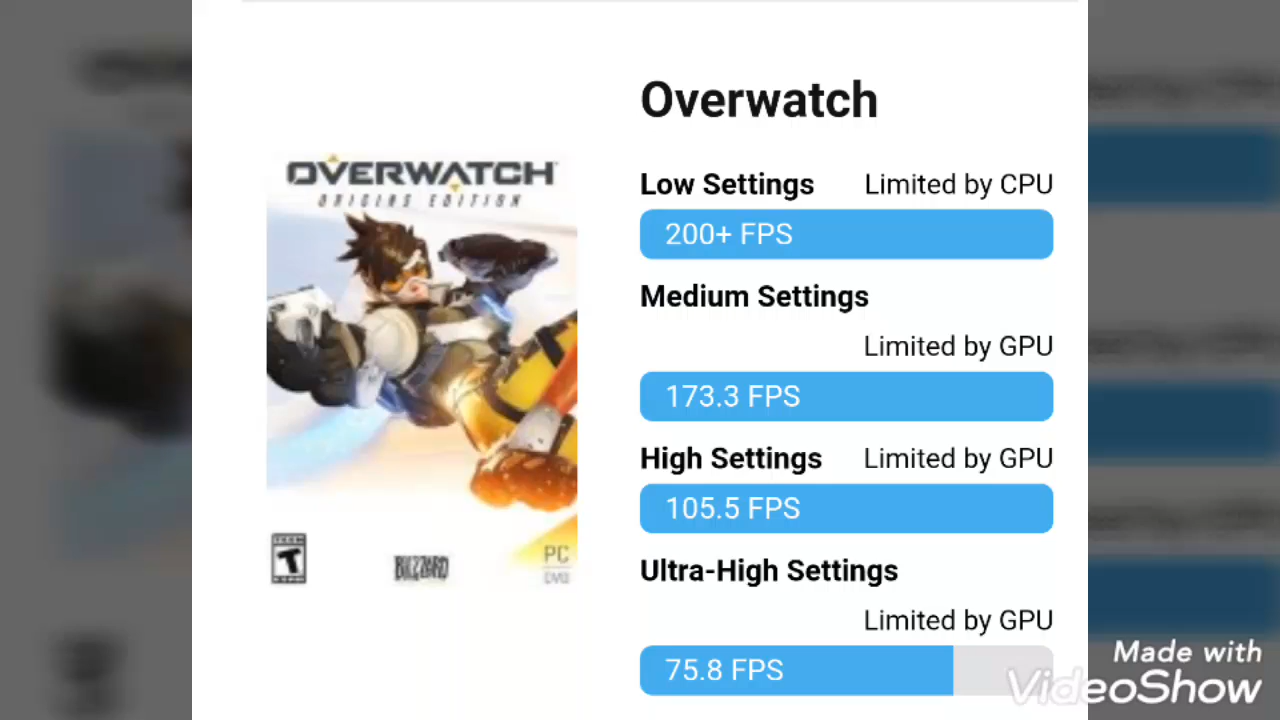 Overwatch
OVERWATCH
ORIGINS EDITION
Low Settings Limited by CPU
200+ FPS
Medium Settings
Limited by GPU
173.3 FPS
High Settings Limited by GPU
105.5 FPS
Ultra-High Settings
Limited by GPU
75.8 FPS
TEEN
T
BLIZZARD
PC
DVD
Made with
VideoShow